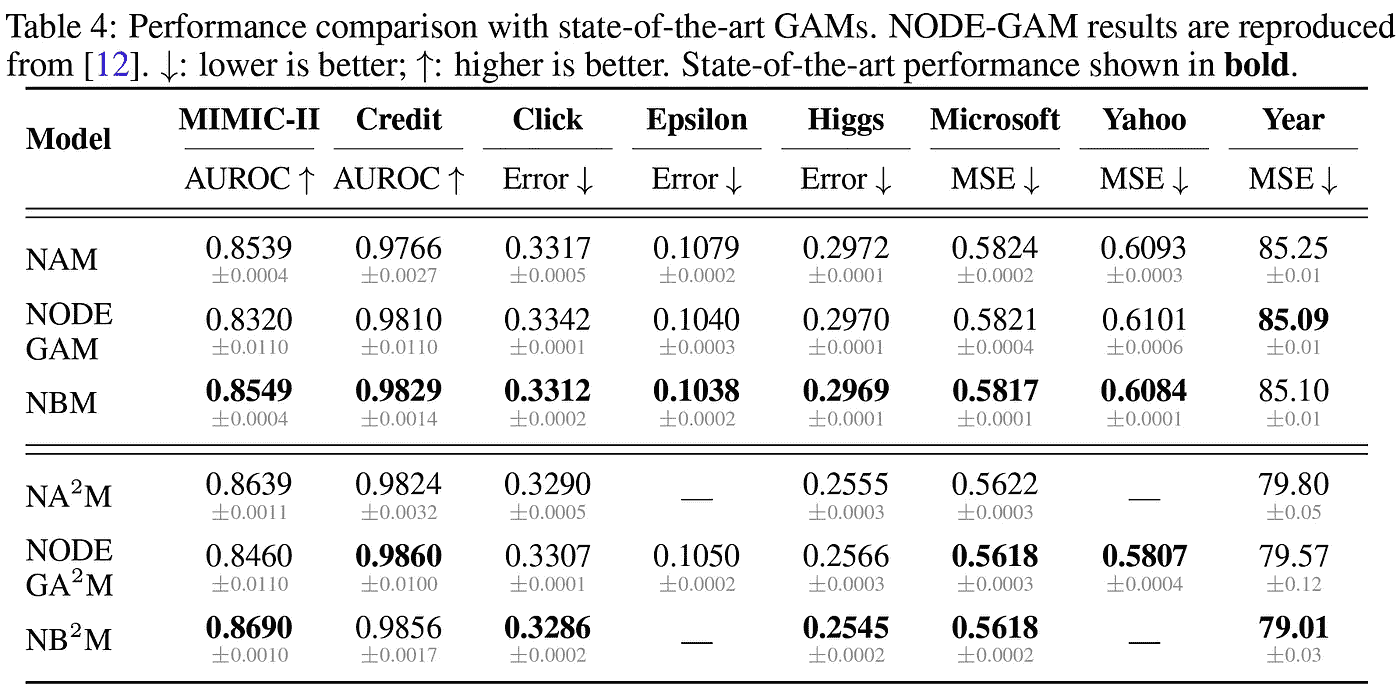 Table 4: Performance comparison with state-of-the-art GAMs. NODE-GAM results are reproduced
from [12]. ↓: lower is better; ↑: higher is better. State-of-the-art performance shown in bold.
Model MIMIC-II Credit Click Epsilon Higgs Microsoft Yahoo Year
AUROC ↑ AUROC ↑ Error ↓ Error ↓ Error ↓ MSE ↓ MSE ↓ MSE ↓
NAM 0.8539 0.9766 0.3317 0.1079 0.2972 0.5824 0.6093 85.25
±0.0004 ±0.0027 ±0.0005 ±0.0002 ±0.0001 ±0.0002 ±0.0003 ±0.01
NODE 0.8320 0.9810 0.3342 0.1040 0.2970 0.5821 0.6101 85.09
GAM ±0.0110 ±0.0110 ±0.0001 ±0.0003 ±0.0001 ±0.0004 ±0.0006 ±0.01
NBM 0.8549 0.9829 0.3312 0.1038 0.2969 0.5817 0.6084 85.10
±0.0004 ±0.0014 ±0.0002 ±0.0002 ±0.0001 ±0.0001 ±0.0001 ±0.01
NA²M 0.8639 0.9824 0.3290 — 0.2555 0.5622 — 79.80
±0.0011 ±0.0032 ±0.0005 ±0.0003 ±0.0003 ±0.05
NODE 0.8460 0.9860 0.3307 0.1050 0.2566 0.5618 0.5807 79.57
GA²M ±0.0110 ±0.0100 ±0.0001 ±0.0002 ±0.0003 ±0.0003 ±0.0004 ±0.12
NB²M 0.8690 0.9856 0.3286 — 0.2545 0.5618 — 79.01
±0.0010 ±0.0017 ±0.0002 ±0.0002 ±0.0002 ±0.03